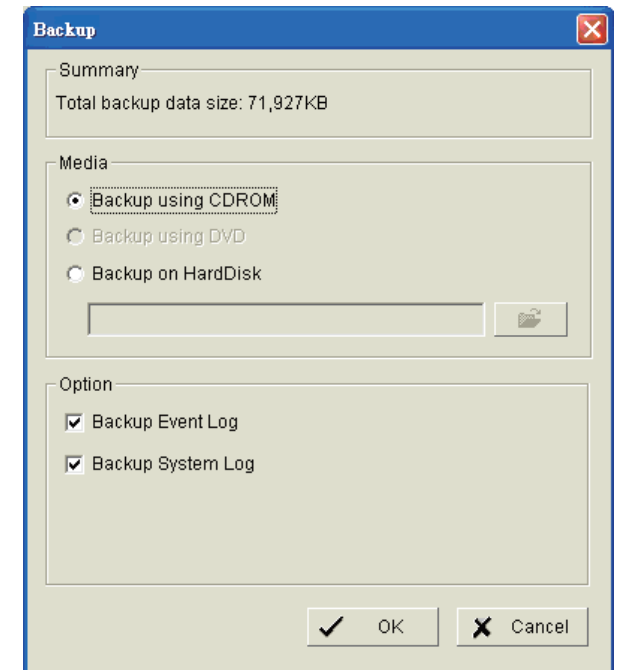 Backup
Summary
Total backup data size: 71,927KB
Media
Backup using CDROM
Backup using DVD
Backup on HardDisk
Option
Backup Event Log
Backup System Log
OK Cancel